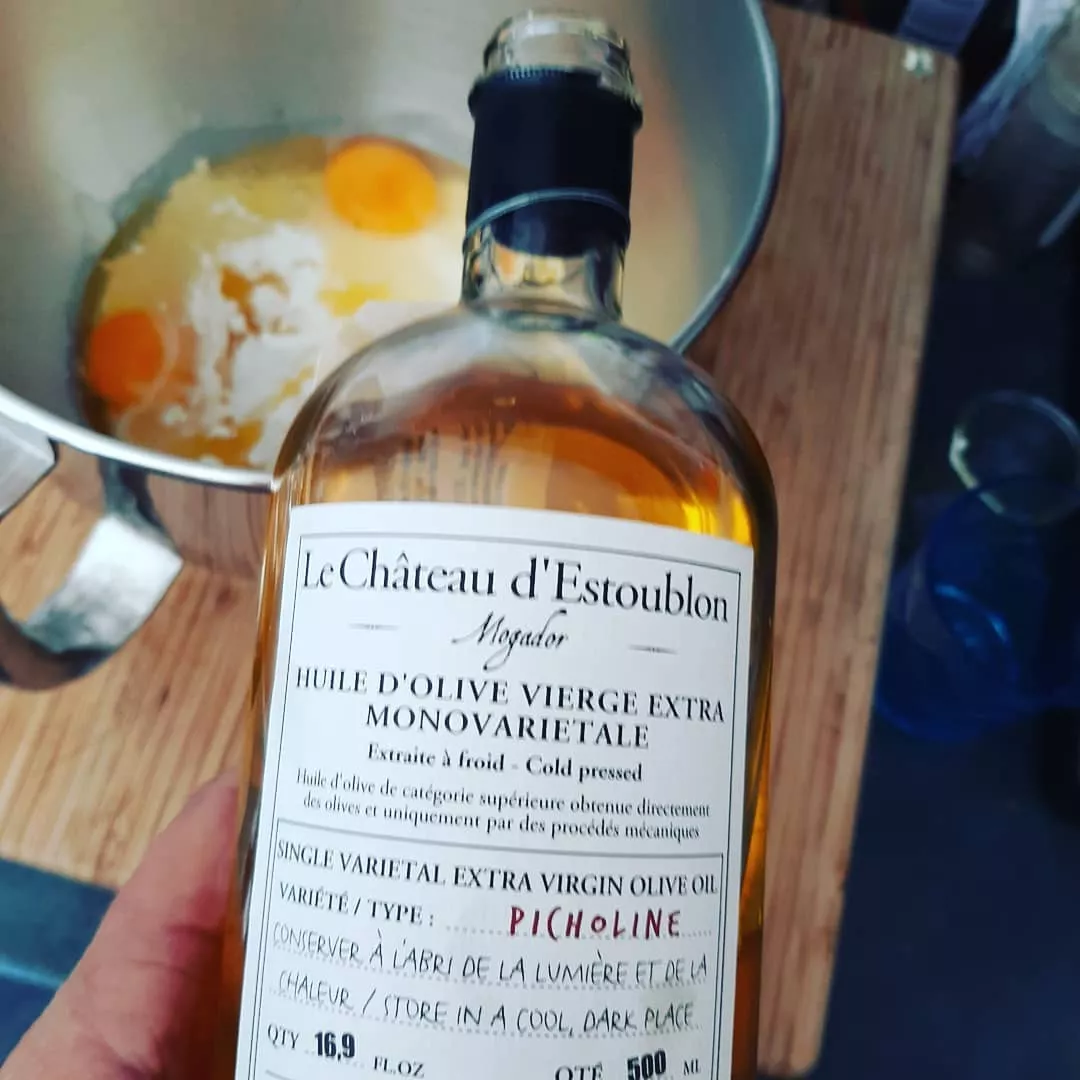 Le Château d'Estoublon
Mogador
HUILE D'OLIVE VIERGE EXTRA
MONOVARIETALE
Extraite à froid - Cold pressed
Huile d'olive de catégorie supérieure obtenue directement
des olives et uniquement par des procédés mécaniques
SINGLE VARIETAL EXTRA VIRGIN OLIVE OIL
VARIÉTÉ / TYPE : PICHOLINE
CONSERVER À L'ABRI DE LA LUMIÈRE ET DE LA
CHALEUR / STORE IN A COOL, DARK PLACE
QTY 16,9 FL.OZ QTÉ 500 ML